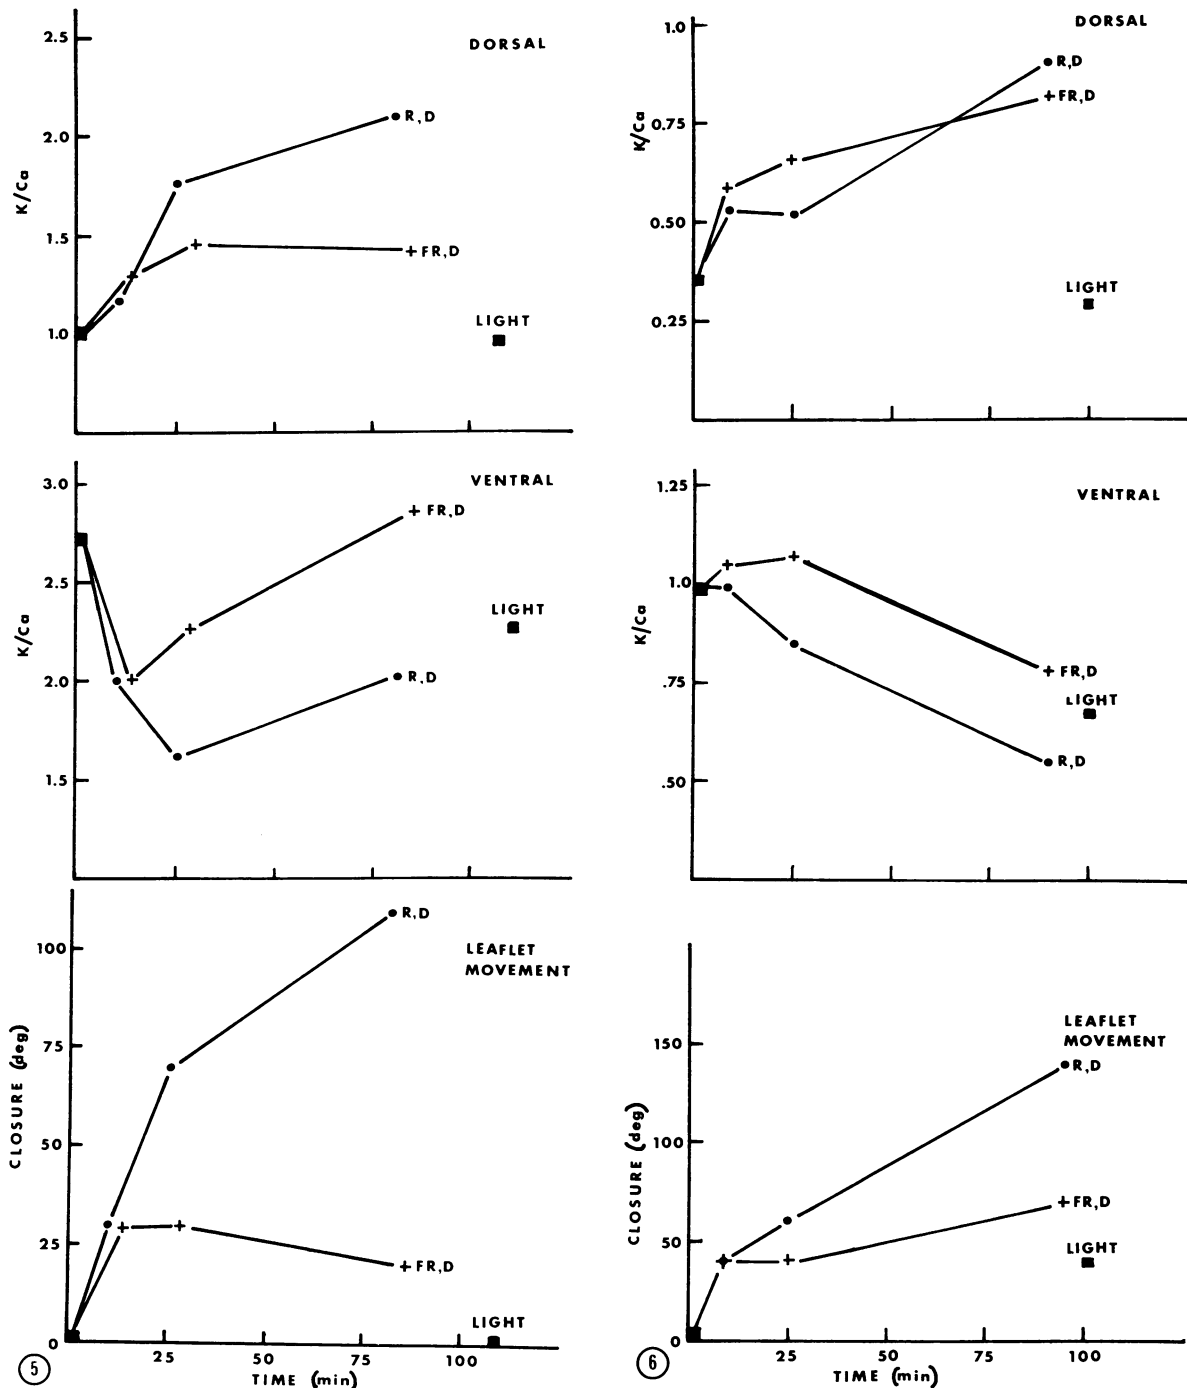 2.5
DORSAL
2.0
R,D
K/Ca
1.5
FR,D
LIGHT
1.0
3.0
VENTRAL
FR,D
2.5
LIGHT
K/Ca
2.0
R,D
1.5
R,D
100
LEAFLET
MOVEMENT
75
CLOSURE (deg)
50
25
FR,D
LIGHT
0
25
50
75
100
TIME (min)
5
1.0
DORSAL
R,D
FR,D
0.75
K/Ca
0.50
LIGHT
0.25
1.25
VENTRAL
1.0
K/Ca
FR,D
.75
LIGHT
R,D
.50
LEAFLET
MOVEMENT
150
R,D
CLOSURE (deg)
100
FR,D
50
LIGHT
0
25
50
75
100
TIME (min)
6